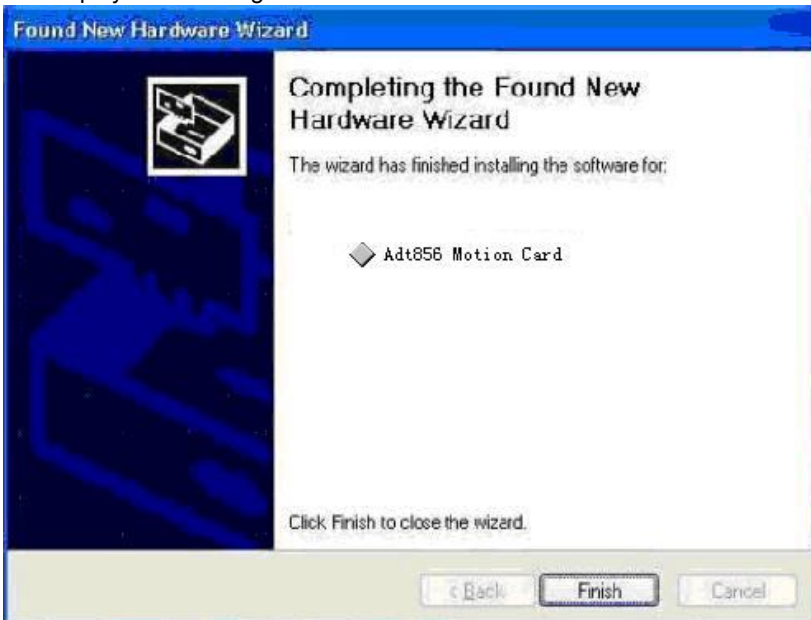 Found New Hardware Wizard
Completing the Found New
Hardware Wizard
The wizard has finished installing the software for:
Adt856 Motion Card
Click Finish to close the wizard.
< Back
Finish
Cancel